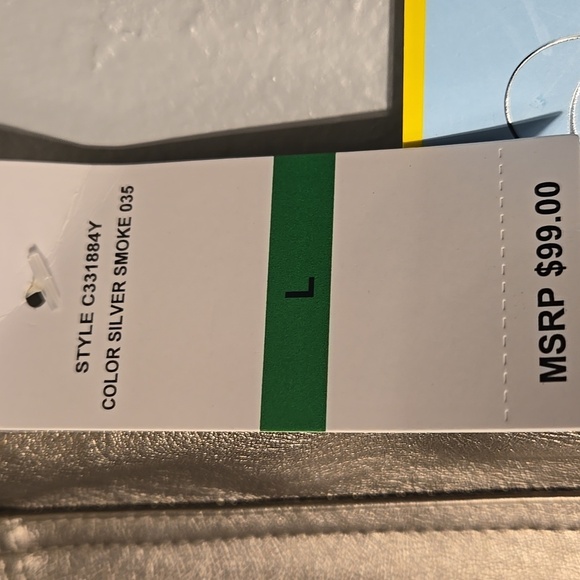 STYLE C331884Y
COLOR SILVER SMOKE 035
L
MSRP $99.00